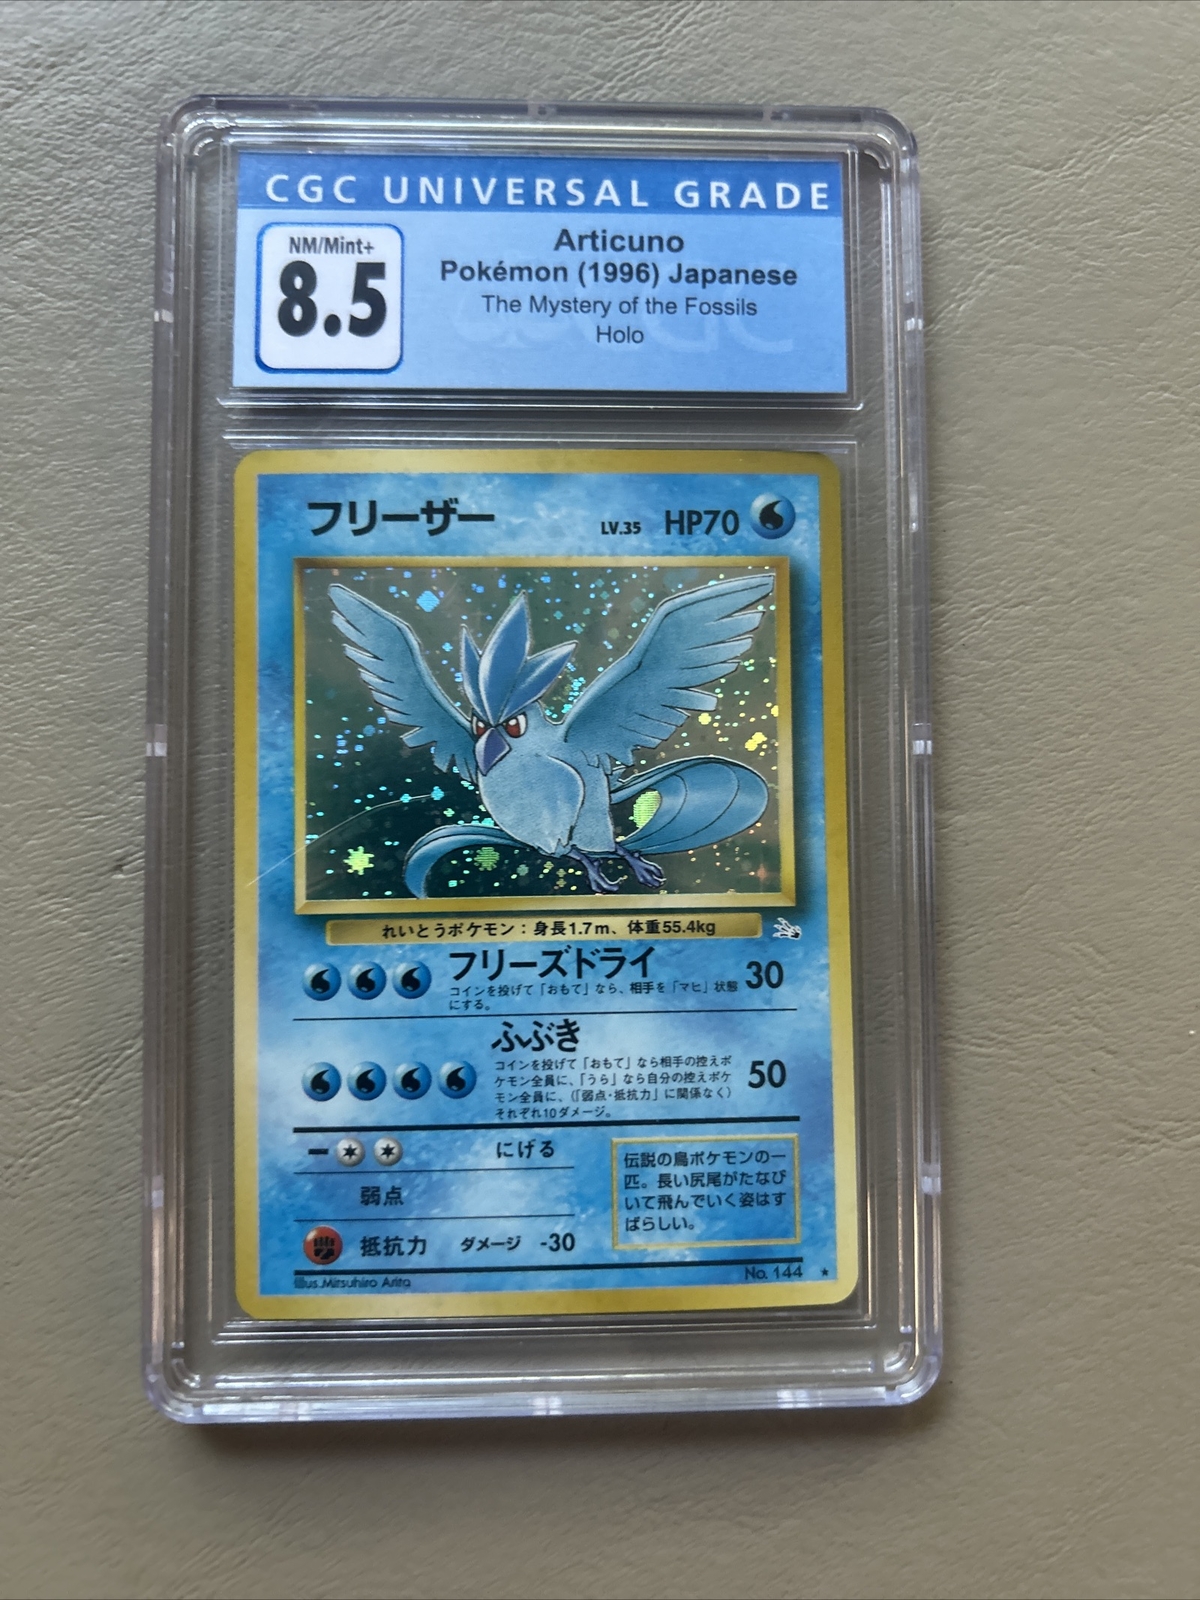 CGC UNIVERSAL GRADE
NM/Mint+
8.5
Articuno
Pokémon (1996) Japanese
The Mystery of the Fossils
Holo
フリーザー LV.35 HP70
れいとうポケモン：身長1.7m、体重55.4kg
フリーズドライ 30
コインを投げて「おもて」なら、相手を「マヒ」状態
にする。
ふぶき 50
コインを投げて「おもて」なら相手の控えポ
ケモン全員に、「うら」なら自分の控えポケ
モン全員に、（「弱点・抵抗力」に関係なく）
それぞれ10ダメージ。
にげる
弱点
抵抗力 ダメージ -30
伝説の鳥ポケモンの一
匹。長い尻尾がたなび
いて飛んでいく姿はす
ばらしい。
Illus.Mitsuhiro Arita
No. 144 ★